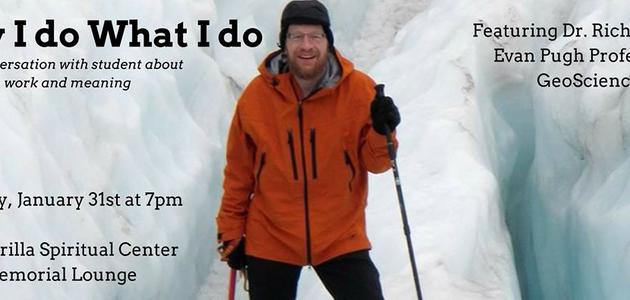 I do What I do
ersation with student about
work and meaning
Featuring Dr. Rich
Evan Pugh Profe
GeoScienc
y, January 31st at 7pm
rilla Spiritual Center
emorial Lounge